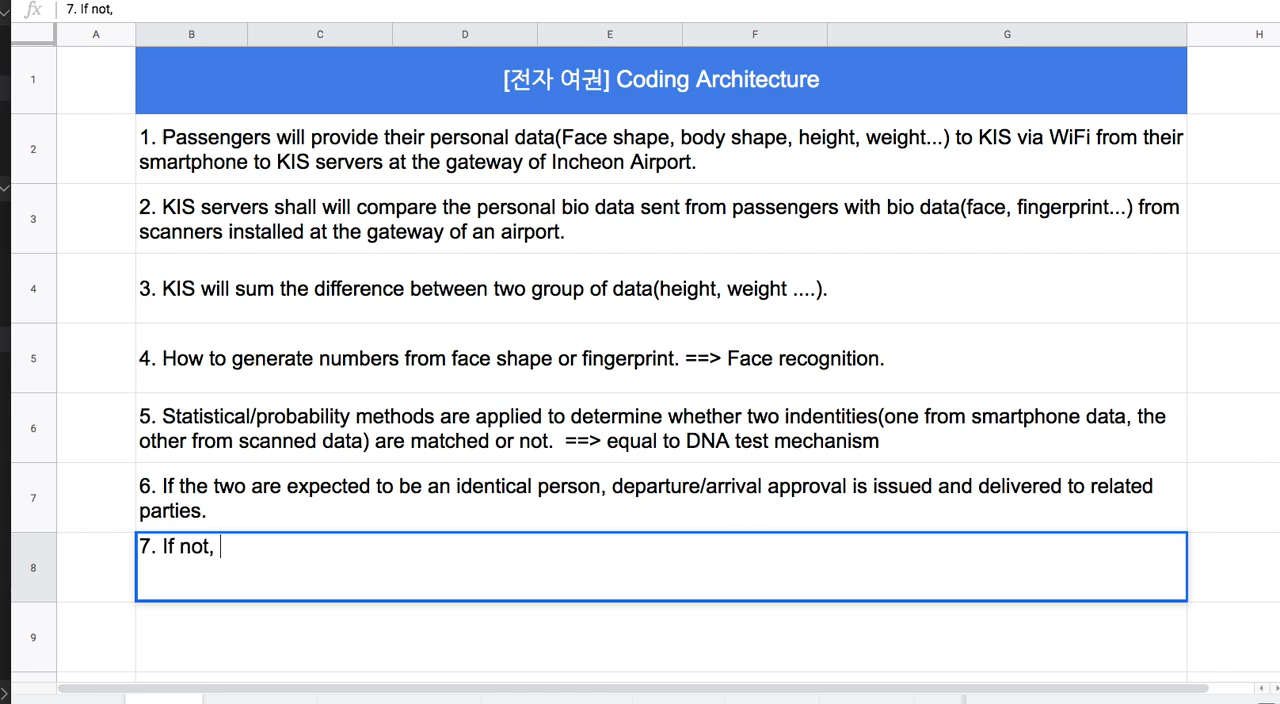 fx 7. If not,
A B C D E F G H
1 [전자 여권] Coding Architecture
2 1. Passengers will provide their personal data(Face shape, body shape, height, weight...) to KIS via WiFi from their
smartphone to KIS servers at the gateway of Incheon Airport.
3 2. KIS servers shall will compare the personal bio data sent from passengers with bio data(face, fingerprint...) from
scanners installed at the gateway of an airport.
4 3. KIS will sum the difference between two group of data(height, weight ....).
5 4. How to generate numbers from face shape or fingerprint. ==> Face recognition.
6 5. Statistical/probability methods are applied to determine whether two indentities(one from smartphone data, the
other from scanned data) are matched or not. ==> equal to DNA test mechanism
7 6. If the two are expected to be an identical person, departure/arrival approval is issued and delivered to related
parties.
8 7. If not,
9